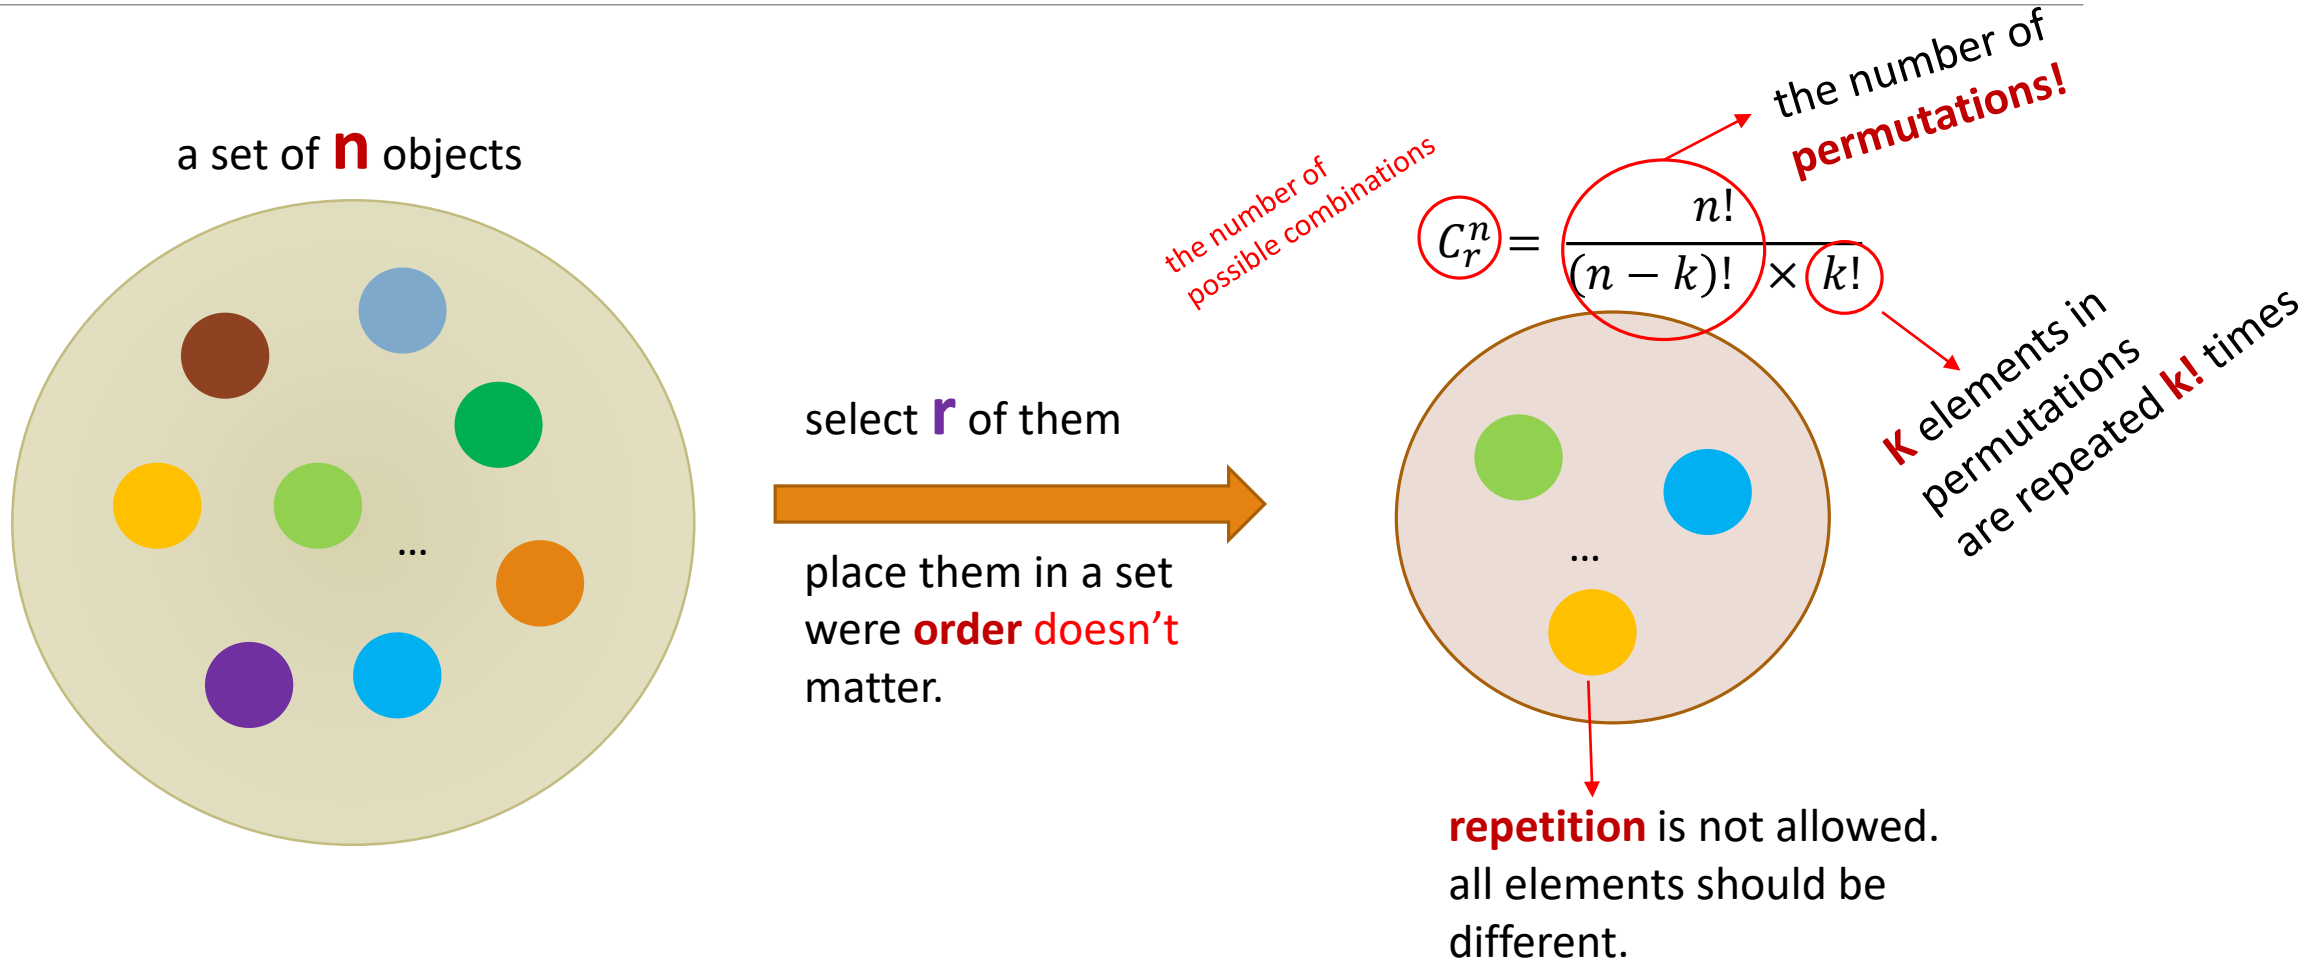 a set of n objects
...
select r of them
place them in a set
were order doesn't
matter.
the number of
possible combinations
C_r^n = n! / (n − k)! × k!
the number of
permutations!
K elements in
permutations
are repeated k! times
...
repetition is not allowed.
all elements should be
different.